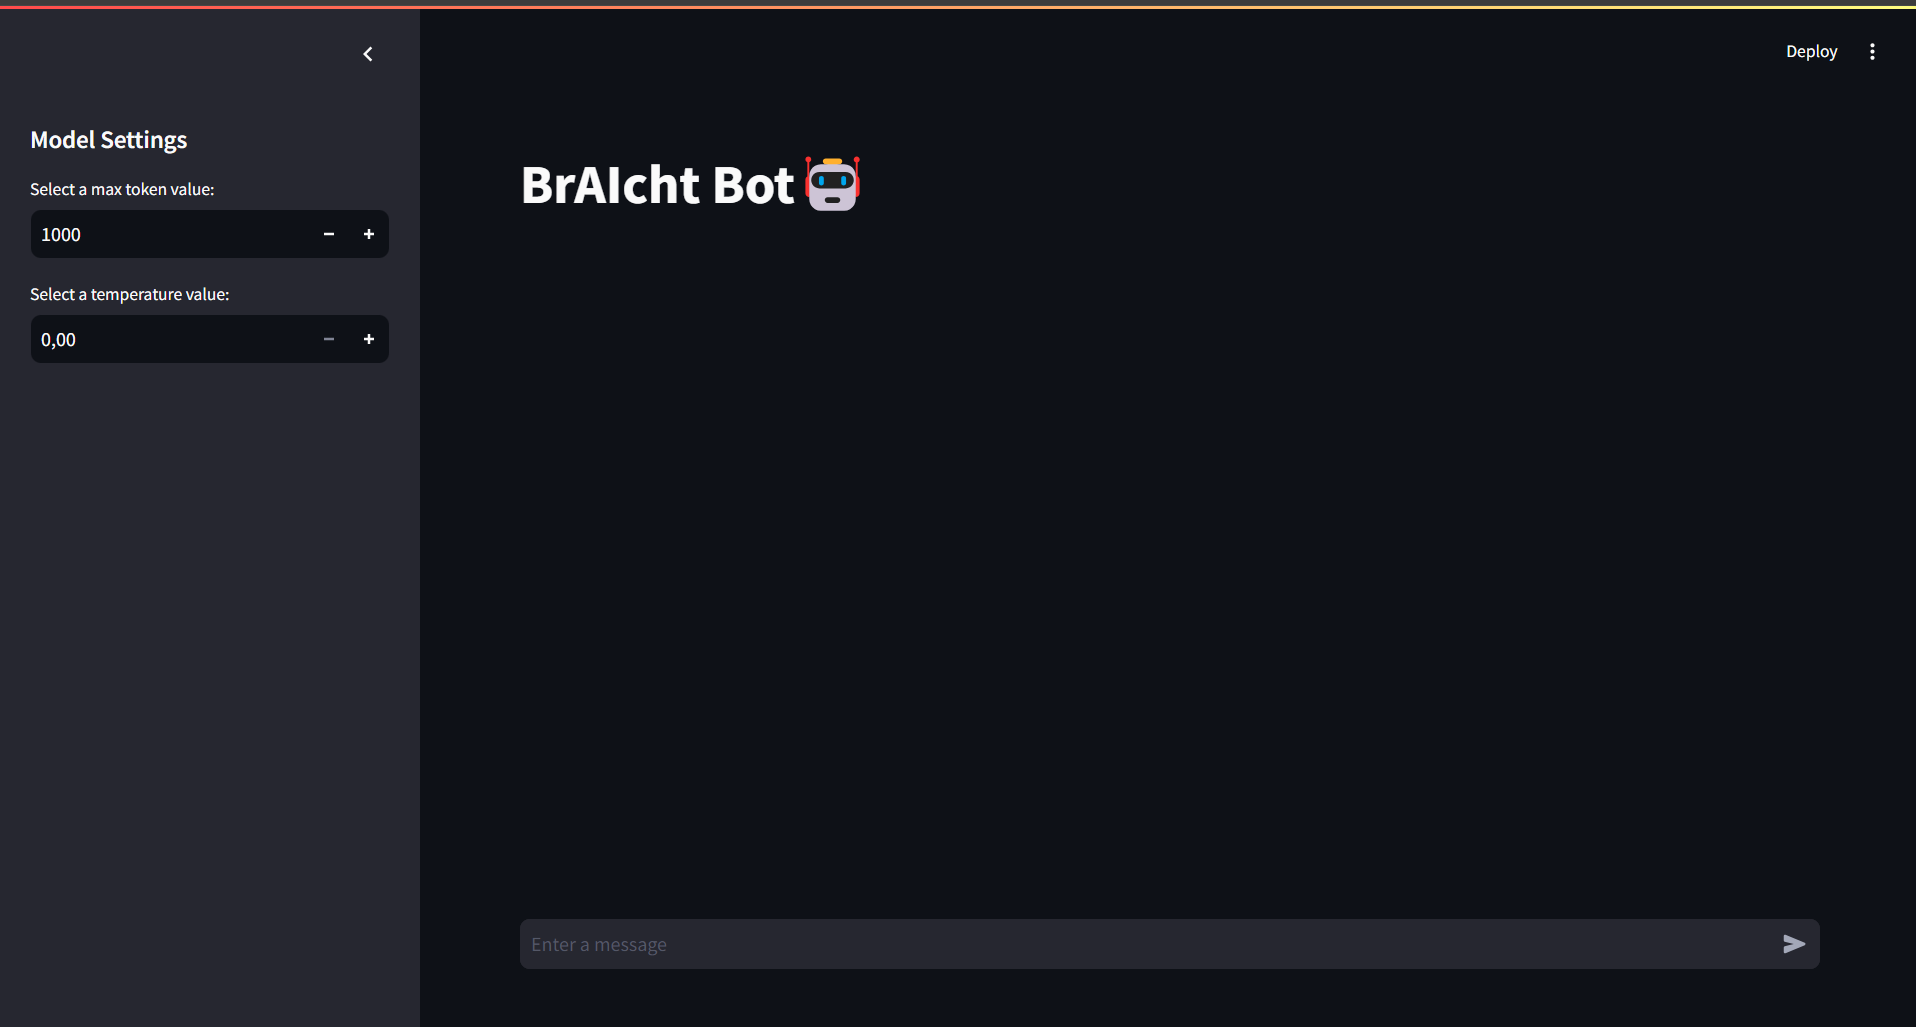 Deploy
Model Settings
Select a max token value:
1000
Select a temperature value:
0,00
BrAIcht Bot
Enter a message